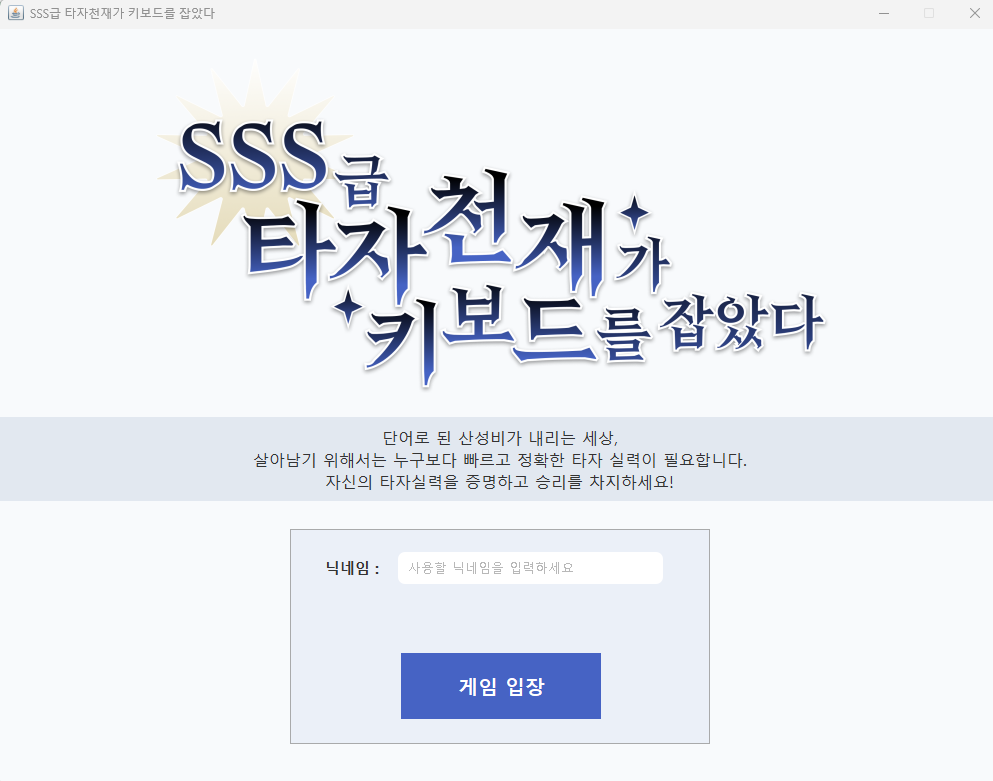 SSS급 타자천재가 키보드를 잡았다
SSS급
타자천재가
키보드를 잡았다
단어로 된 산성비가 내리는 세상,
살아남기 위해서는 누구보다 빠르고 정확한 타자 실력이 필요합니다.
자신의 타자실력을 증명하고 승리를 차지하세요!
닉네임 : 사용할 닉네임을 입력하세요
게임 입장